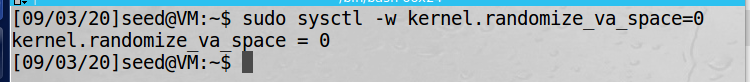 [09/03/20]seed@VM:~$ sudo sysctl -w kernel.randomize_va_space=0
kernel.randomize_va_space = 0
[09/03/20]seed@VM:~$